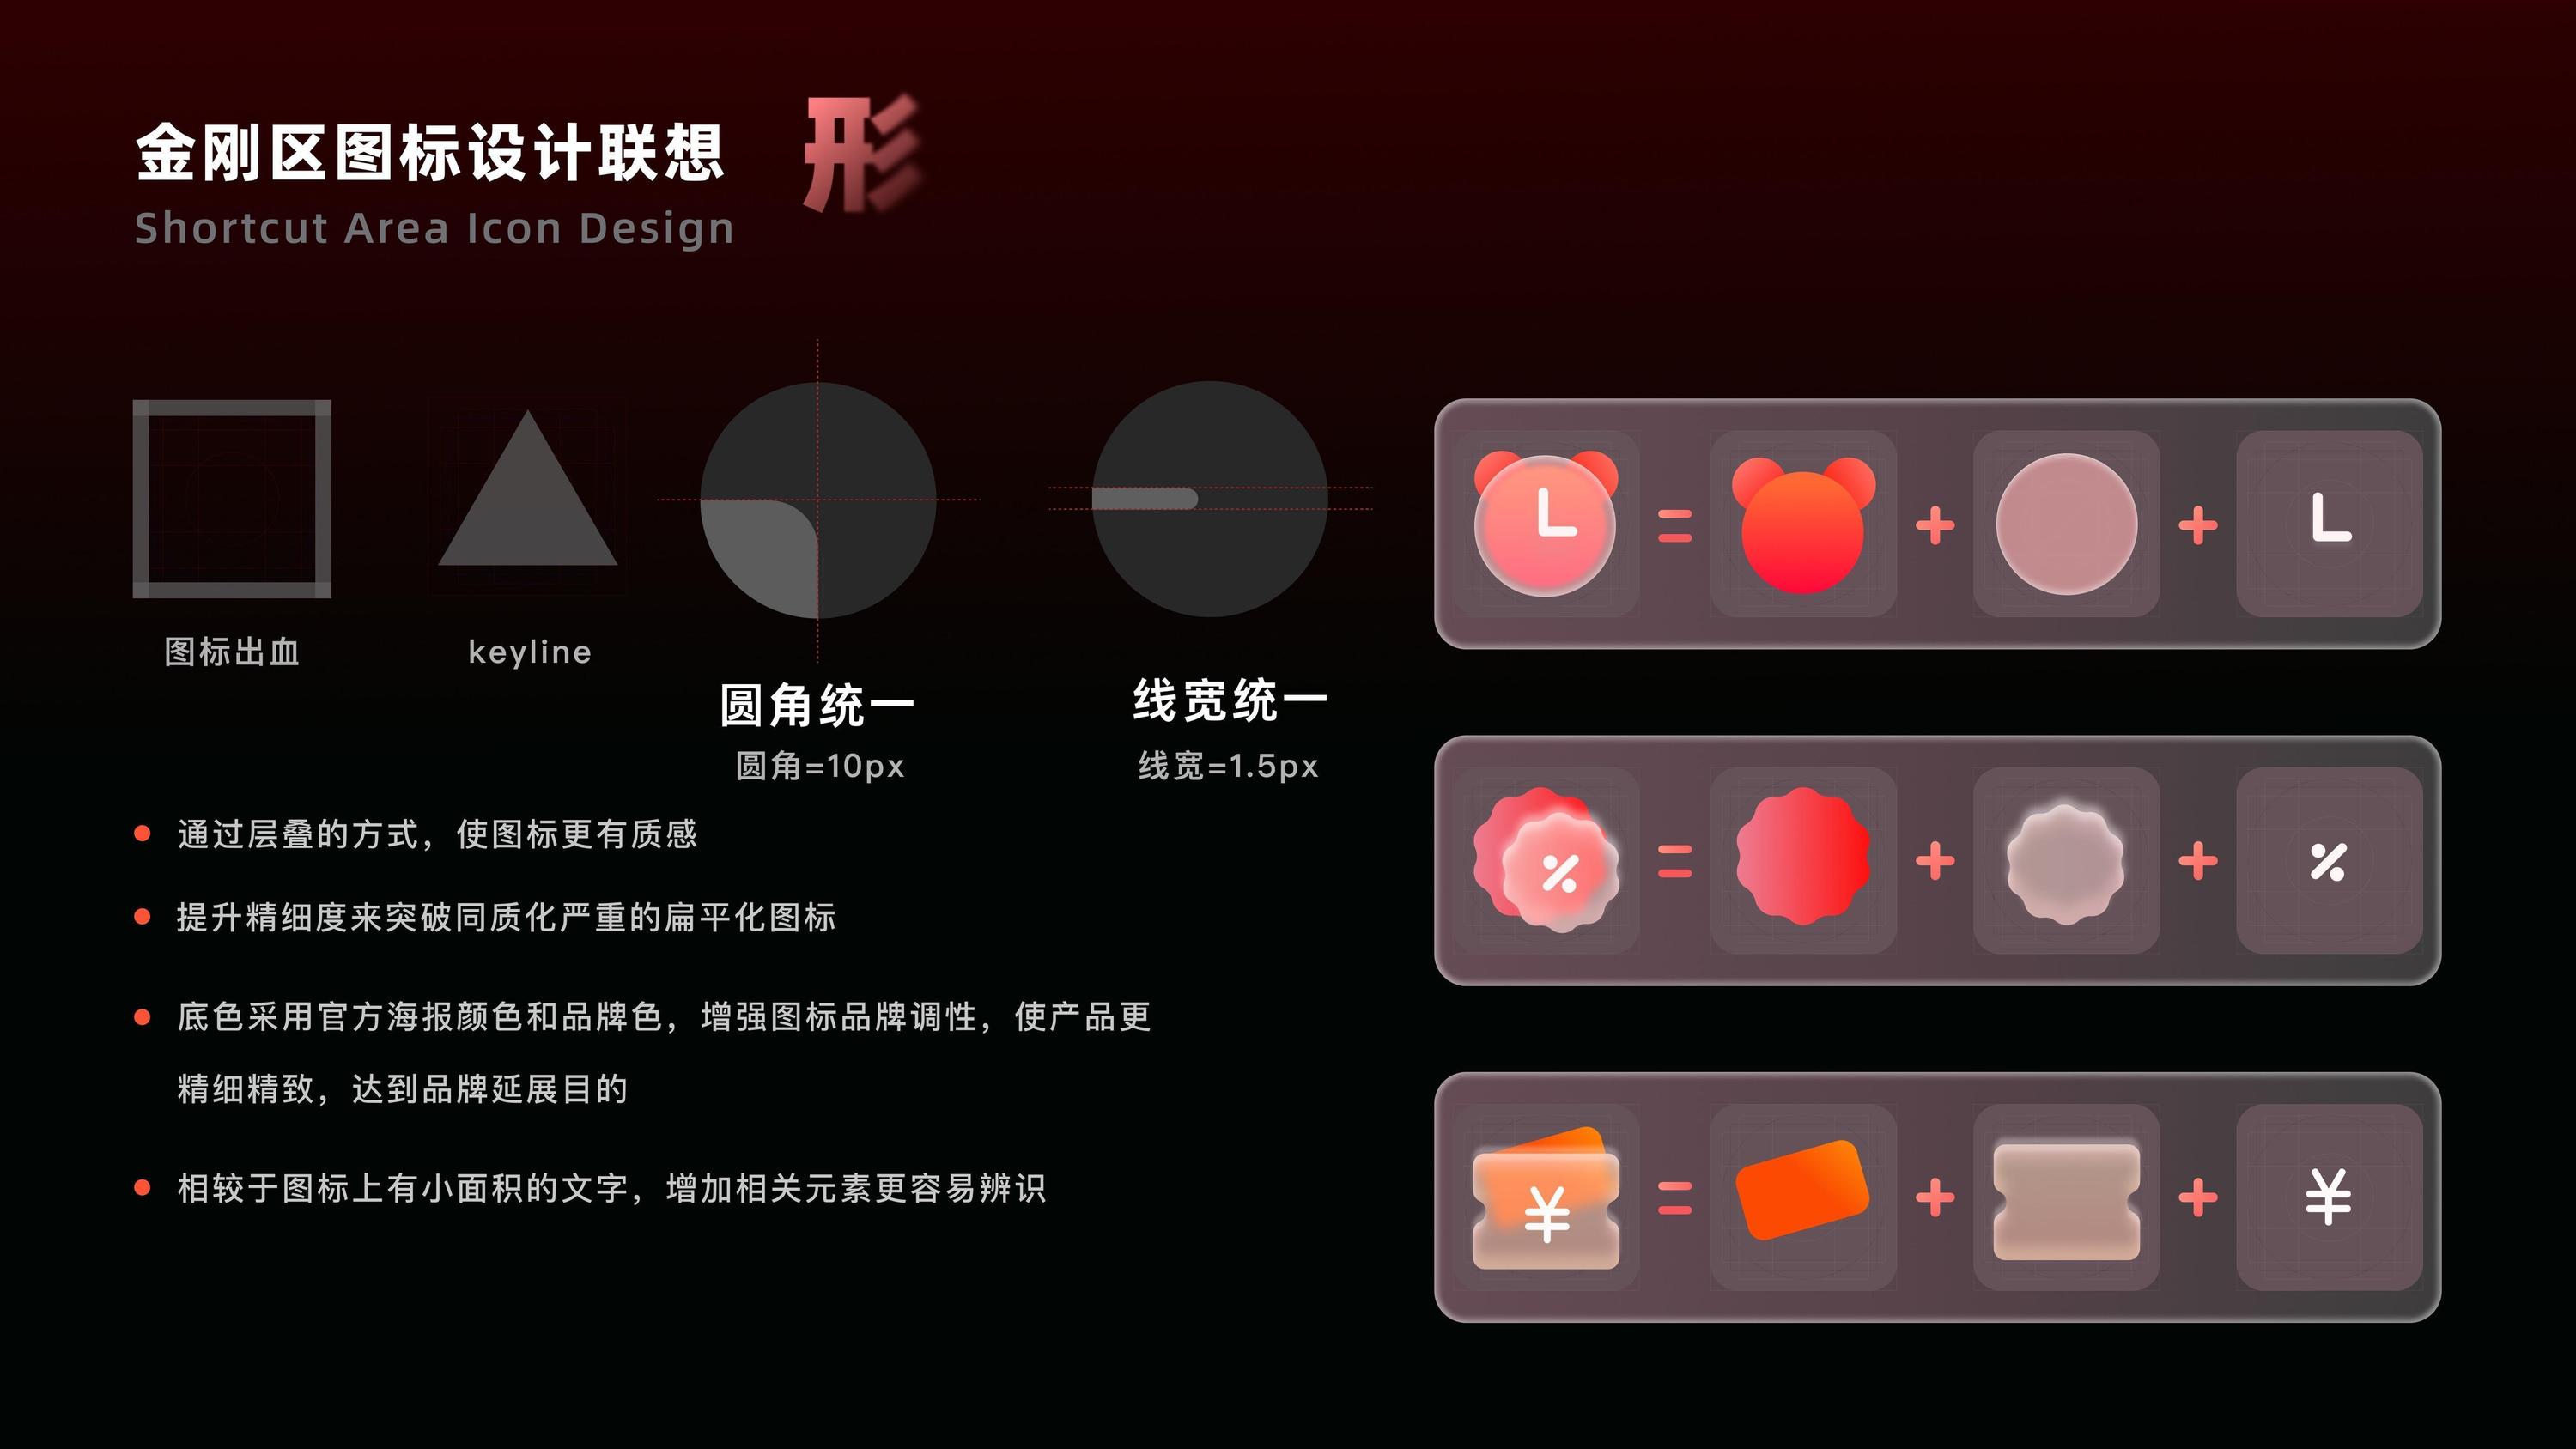 金刚区图标设计联想
形
Shortcut Area Icon Design
图标出血
keyline
圆角统一
圆角=10px
线宽统一
线宽=1.5px
通过层叠的方式，使图标更有质感
提升精细度来突破同质化严重的扁平化图标
底色采用官方海报颜色和品牌色，增强图标品牌调性，使产品更
精细精致，达到品牌延展目的
相较于图标上有小面积的文字，增加相关元素更容易辨识
= + +
% = + + %
¥ = + + ¥